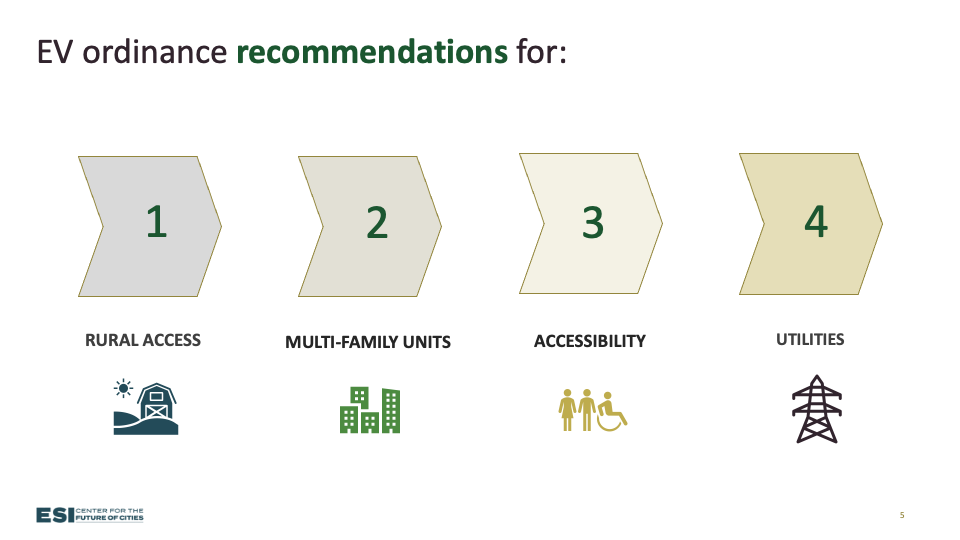 EV ordinance recommendations for:
1
2
3
4
RURAL ACCESS
MULTI-FAMILY UNITS
ACCESSIBILITY
UTILITIES
ESI CENTER FOR THE
FUTURE OF CITIES
5